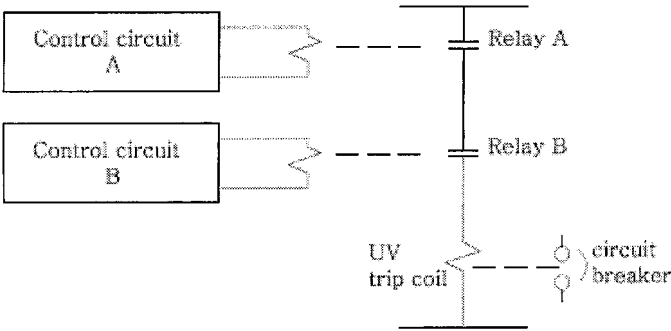 Control circuit
A
Relay A
Control circuit
B
Relay B
UV
trip coil
circuit
breaker